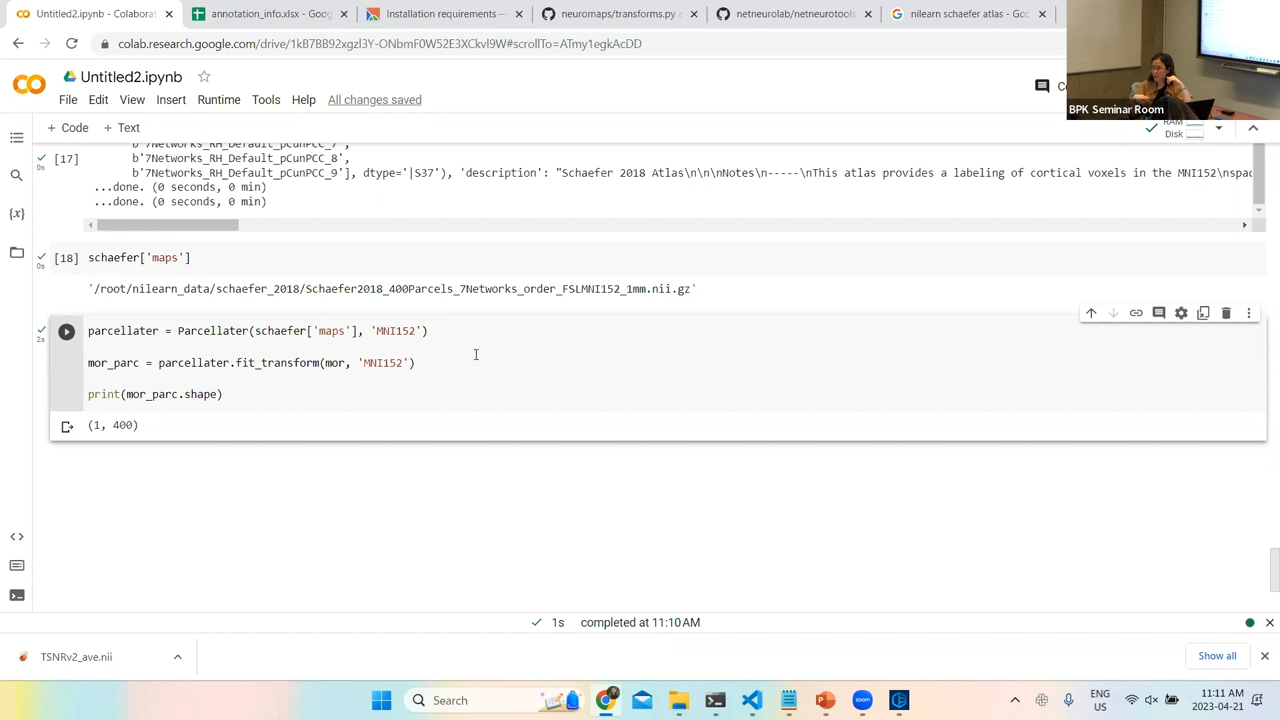 Untitled2.ipynb - Colaborat
annotation_info.xlsx - Goog
Installation requirements —
neuromaps/transforms.py a
netneurolab/netneurotools
nilearn schaefer atlas - Goo
colab.research.google.com/drive/1kB7BB92xgzl3Y-ONbmF0W52E3XCkvl9W#scrollTo=ATmy1egkAcDD
Untitled2.ipynb
File Edit View Insert Runtime Tools Help All changes saved
BPK Seminar Room
+ Code + Text
RAM
Disk
b'7Networks_RH_Default_pCunPCC_7',
[17]
0s
b'7Networks_RH_Default_pCunPCC_8',
b'7Networks_RH_Default_pCunPCC_9'], dtype='|S37'), 'description': "Schaefer 2018 Atlas\n\n\nNotes\n-----\nThis atlas provides a labeling of cortical voxels in the MNI152\nspac
...done. (0 seconds, 0 min)
...done. (0 seconds, 0 min)
[18] schaefer['maps']
0s
'/root/nilearn_data/schaefer_2018/Schaefer2018_400Parcels_7Networks_order_FSLMNI152_1mm.nii.gz'
parcellater = Parcellater(schaefer['maps'], 'MNI152')
2s
mor_parc = parcellater.fit_transform(mor, 'MNI152')
print(mor_parc.shape)
(1, 400)
1s completed at 11:10 AM
TSNRv2_ave.nii
Show all
Search
ENG
US
11:11 AM
2023-04-21